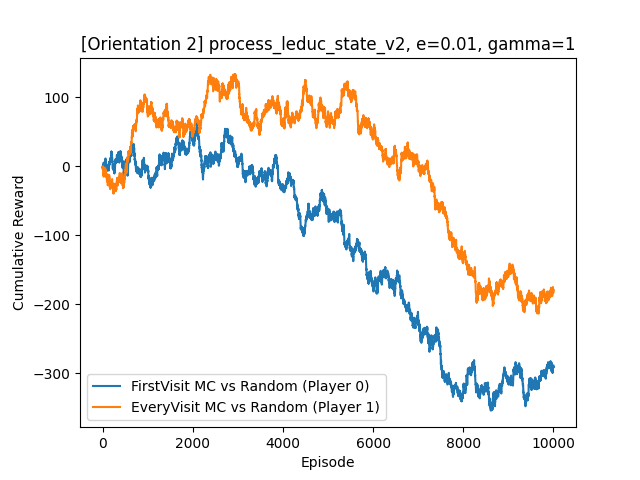 [Orientation 2] process_leduc_state_v2, e=0.01, gamma=1
Cumulative Reward
100
0
−100
−200
−300
FirstVisit MC vs Random (Player 0)
EveryVisit MC vs Random (Player 1)
0 2000 4000 6000 8000 10000
Episode